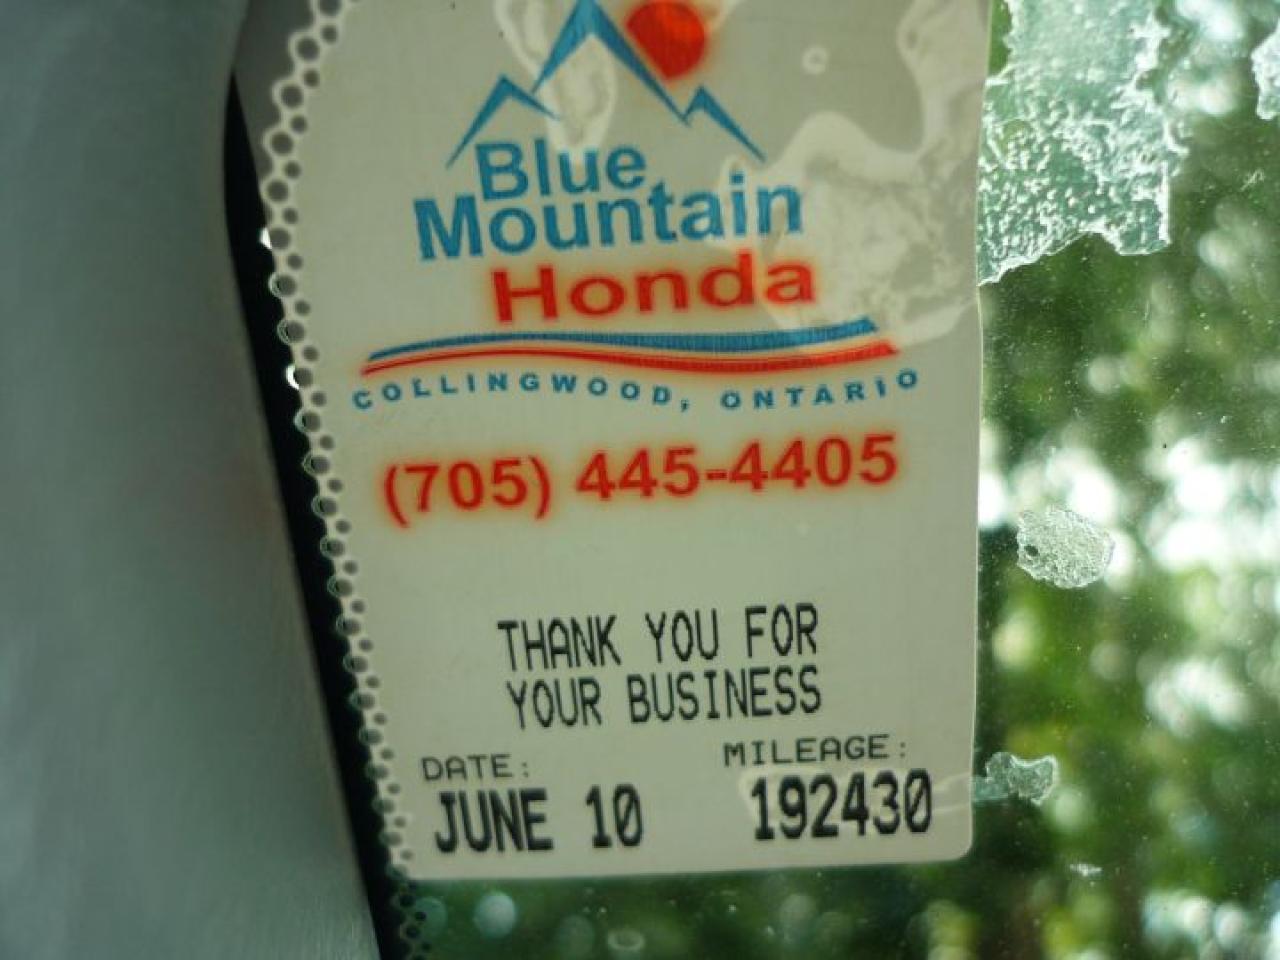 Blue
Mountain
Honda
COLLINGWOOD, ONTARIO
(705) 445-4405
THANK YOU FOR
YOUR BUSINESS
DATE: MILEAGE:
JUNE 10 192430